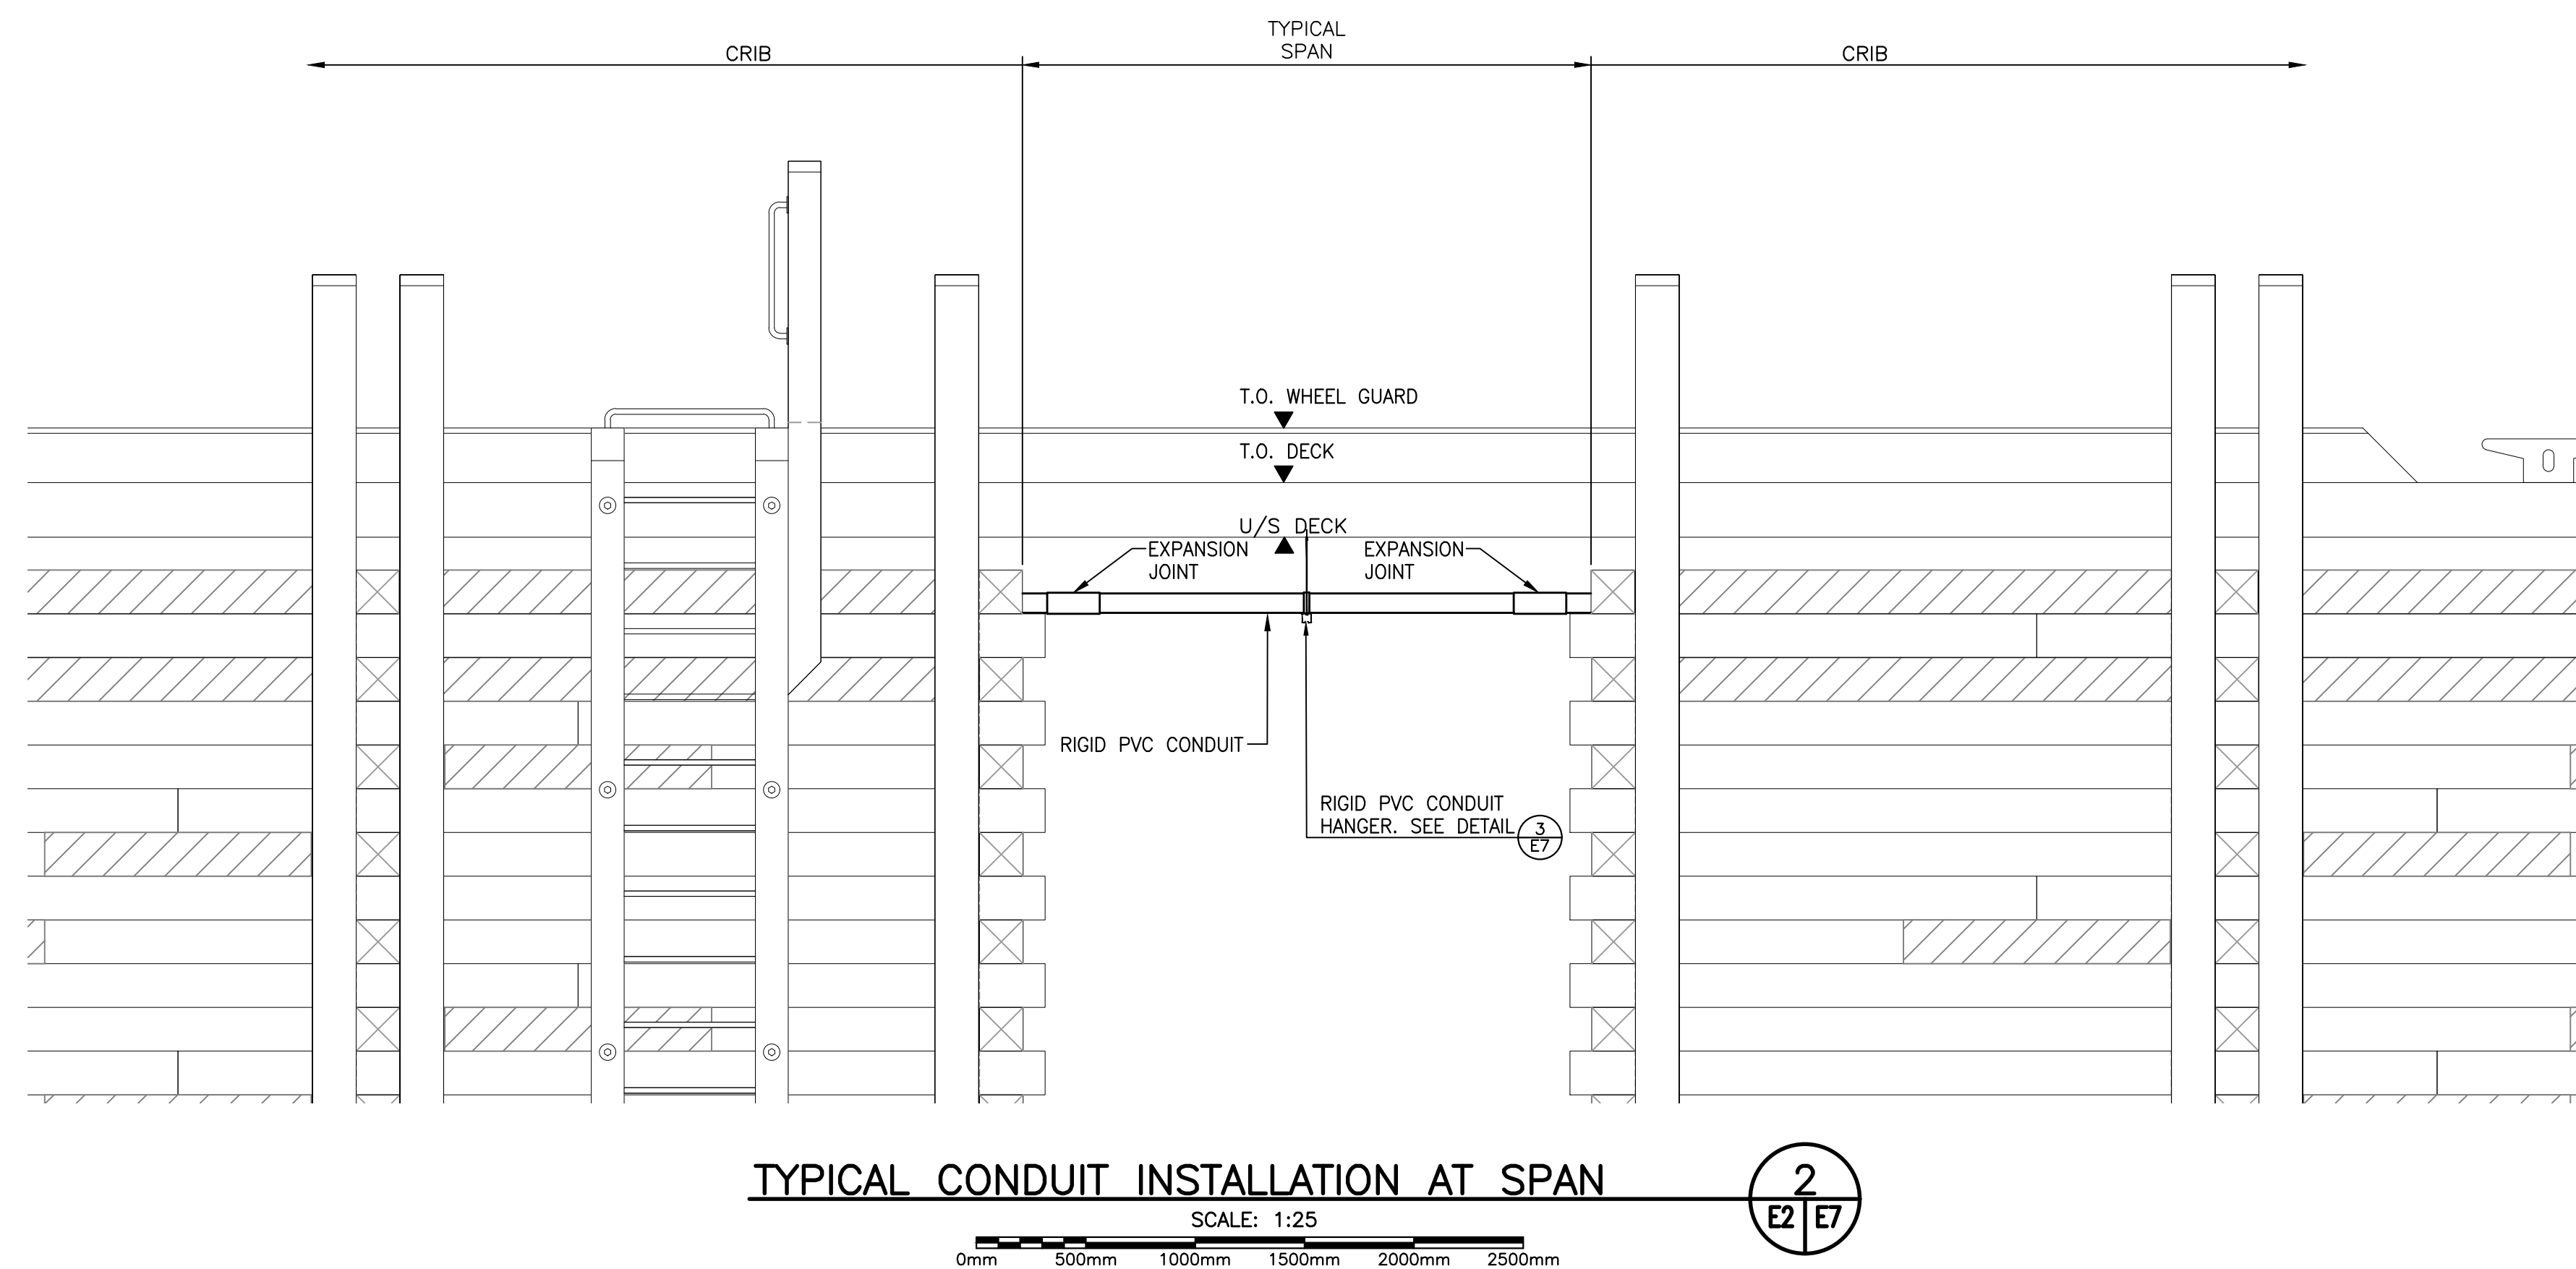 CRIB
TYPICAL
SPAN
CRIB
T.O. WHEEL GUARD
T.O. DECK
U/S DECK
EXPANSION
JOINT
EXPANSION
JOINT
RIGID PVC CONDUIT
RIGID PVC CONDUIT
HANGER. SEE DETAIL
3
E7
TYPICAL CONDUIT INSTALLATION AT SPAN
2
E2 E7
SCALE: 1:25
0mm 500mm 1000mm 1500mm 2000mm 2500mm